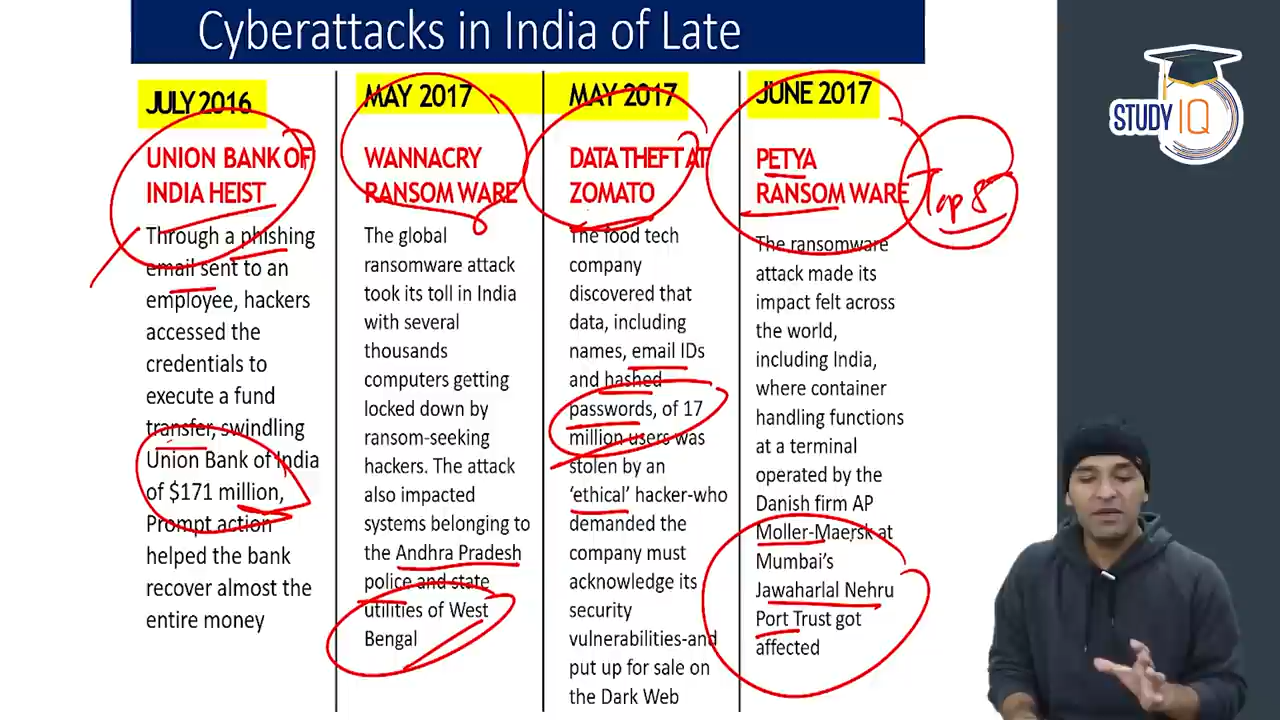 Cyberattacks in India of Late
JULY 2016
UNION BANK OF
INDIA HEIST
Through a phishing
email sent to an
employee, hackers
accessed the
credentials to
execute a fund
transfer, swindling
Union Bank of India
of $171 million,
Prompt action
helped the bank
recover almost the
entire money
MAY 2017
WANNACRY
RANSOM WARE
The global
ransomware attack
took its toll in India
with several
thousands
computers getting
locked down by
ransom-seeking
hackers. The attack
also impacted
systems belonging to
the Andhra Pradesh
police and state
utilities of West
Bengal
MAY 2017
DATA THEFT AT
ZOMATO
The food tech
company
discovered that
data, including
names, email IDs
and hashed
passwords, of 17
million users was
stolen by an
‘ethical’ hacker-who
demanded the
company must
acknowledge its
security
vulnerabilities-and
put up for sale on
the Dark Web
JUNE 2017
PETYA
RANSOM WARE
The ransomware
attack made its
impact felt across
the world,
including India,
where container
handling functions
at a terminal
operated by the
Danish firm AP
Moller-Maersk at
Mumbai’s
Jawaharlal Nehru
Port Trust got
affected
Top 8
STUDY IQ